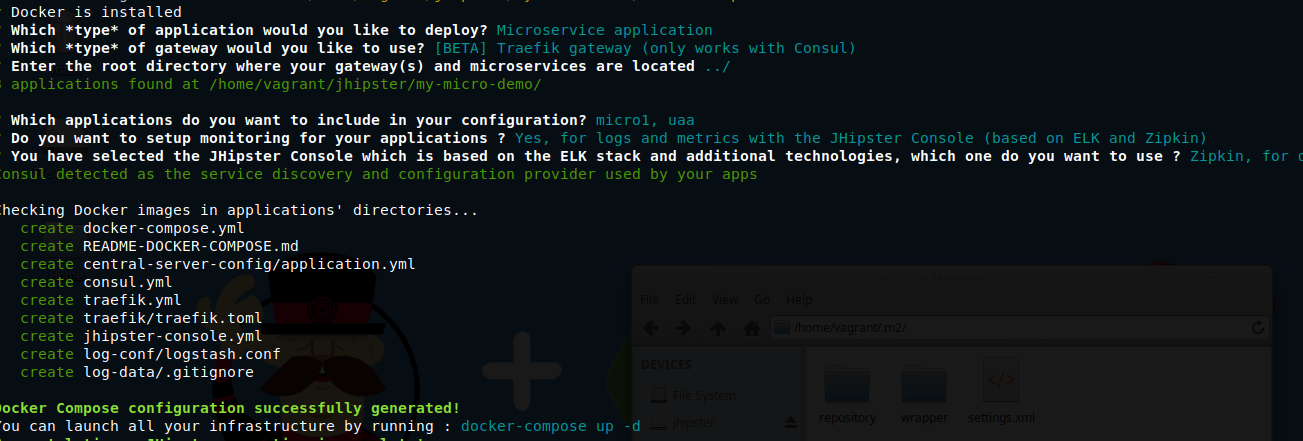 Docker is installed
Which *type* of application would you like to deploy? Microservice application
Which *type* of gateway would you like to use? [BETA] Traefik gateway (only works with Consul)
Enter the root directory where your gateway(s) and microservices are located ../
applications found at /home/vagrant/jhipster/my-micro-demo/
Which applications do you want to include in your configuration? micro1, uaa
Do you want to setup monitoring for your applications ? Yes, for logs and metrics with the JHipster Console (based on ELK and Zipkin)
You have selected the JHipster Console which is based on the ELK stack and additional technologies, which one do you want to use ? Zipkin, for
Consul detected as the service discovery and configuration provider used by your apps
Checking Docker images in applications' directories...
create docker-compose.yml
create README-DOCKER-COMPOSE.md
create central-server-config/application.yml
create consul.yml
create traefik.yml
create traefik/traefik.toml
create jhipster-console.yml
create log-conf/logstash.conf
create log-data/.gitignore
Docker Compose configuration successfully generated!
You can launch all your infrastructure by running : docker-compose up -d
File Edit View Go Help
/home/vagrant/.m2/
DEVICES
File System
jhipster
repository wrapper settings.xml